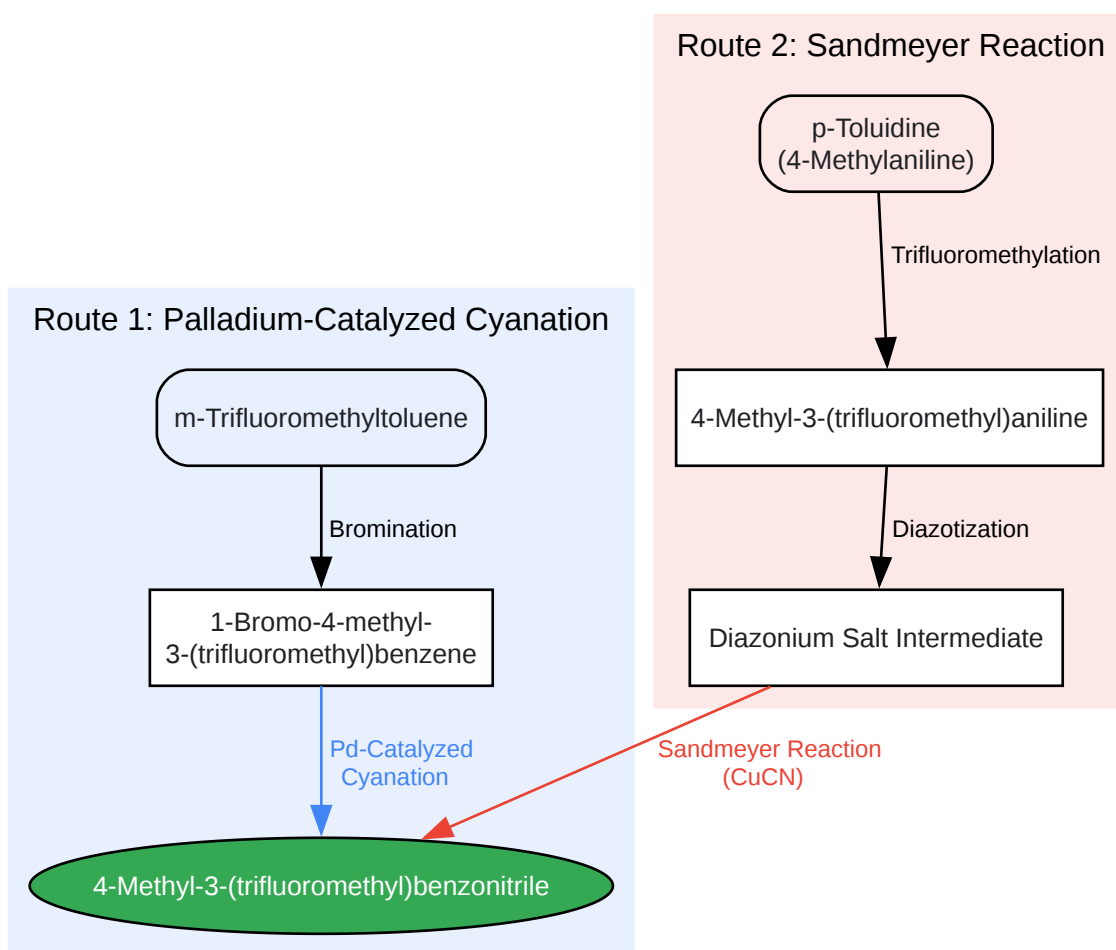 Route 2: Sandmeyer Reaction
p-Toluidine
(4-Methylaniline)
Trifluoromethylation
4-Methyl-3-(trifluoromethyl)aniline
Diazotization
Diazonium Salt Intermediate
Sandmeyer Reaction
(CuCN)
Route 1: Palladium-Catalyzed Cyanation
m-Trifluoromethyltoluene
Bromination
1-Bromo-4-methyl-
3-(trifluoromethyl)benzene
Pd-Catalyzed
Cyanation
4-Methyl-3-(trifluoromethyl)benzonitrile